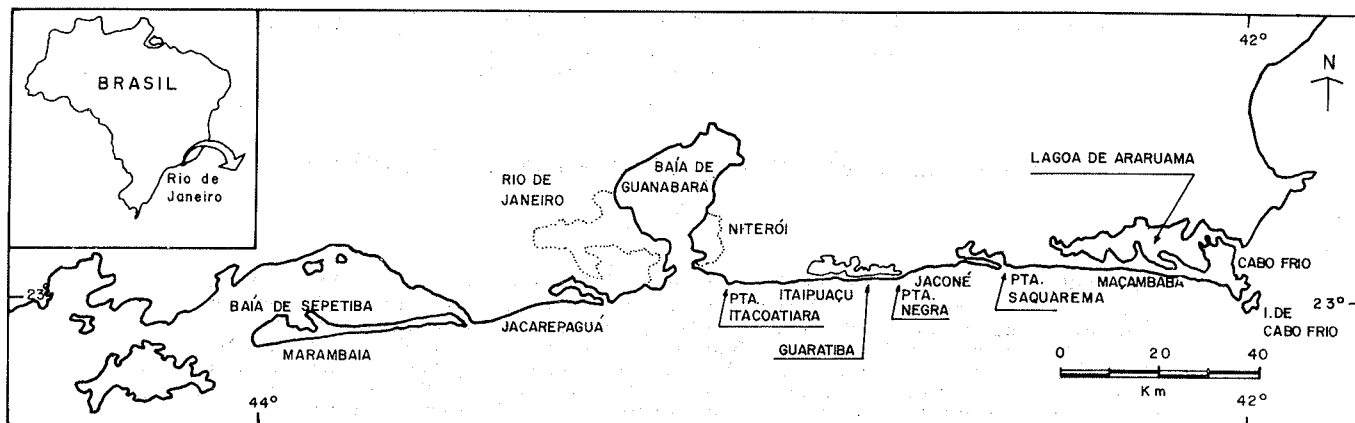 BRASIL
Rio de
Janeiro
42°
N
LAGOA DE ARARUAMA
BAÍA DE
GUANABARA
RIO DE
JANEIRO
NITERÓI
CABO FRIO
23°
BAÍA DE SEPETIBA
MARAMBAIA
JACAREPAGUÁ
PTA.
ITACOATIARA
ITAIPUAÇU
GUARATIBA
PTA.
NEGRA
JACONÉ
PTA.
SAQUAREMA
MAÇAMBABA
23°
I. DE
CABO FRIO
0 20 40
Km
44°
42°